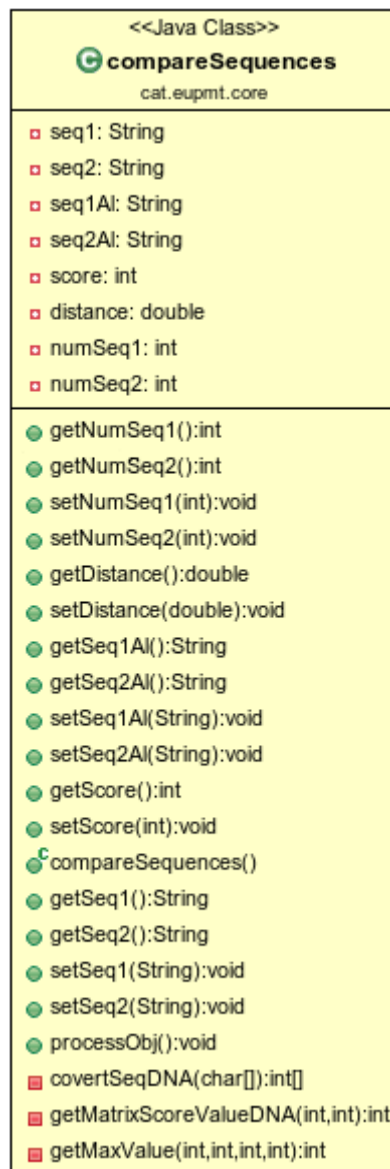 <<Java Class>>
C compareSequences
cat.eupmt.core
seq1: String
seq2: String
seq1Al: String
seq2Al: String
score: int
distance: double
numSeq1: int
numSeq2: int
getNumSeq1():int
getNumSeq2():int
setNumSeq1(int):void
setNumSeq2(int):void
getDistance():double
setDistance(double):void
getSeq1Al():String
getSeq2Al():String
setSeq1Al(String):void
setSeq2Al(String):void
getScore():int
setScore(int):void
c compareSequences()
getSeq1():String
getSeq2():String
setSeq1(String):void
setSeq2(String):void
processObj():void
covertSeqDNA(char[]):int[]
getMatrixScoreValueDNA(int,int):int
getMaxValue(int,int,int,int):int